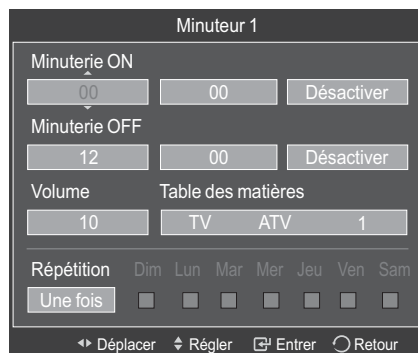 Minuteur 1
Minuterie ON
00 00 Désactiver
Minuterie OFF
12 00 Désactiver
Volume Table des matières
10 TV ATV 1
Répétition Dim Lun Mar Mer Jeu Ven Sam
Une fois
Déplacer Régler Entrer Retour